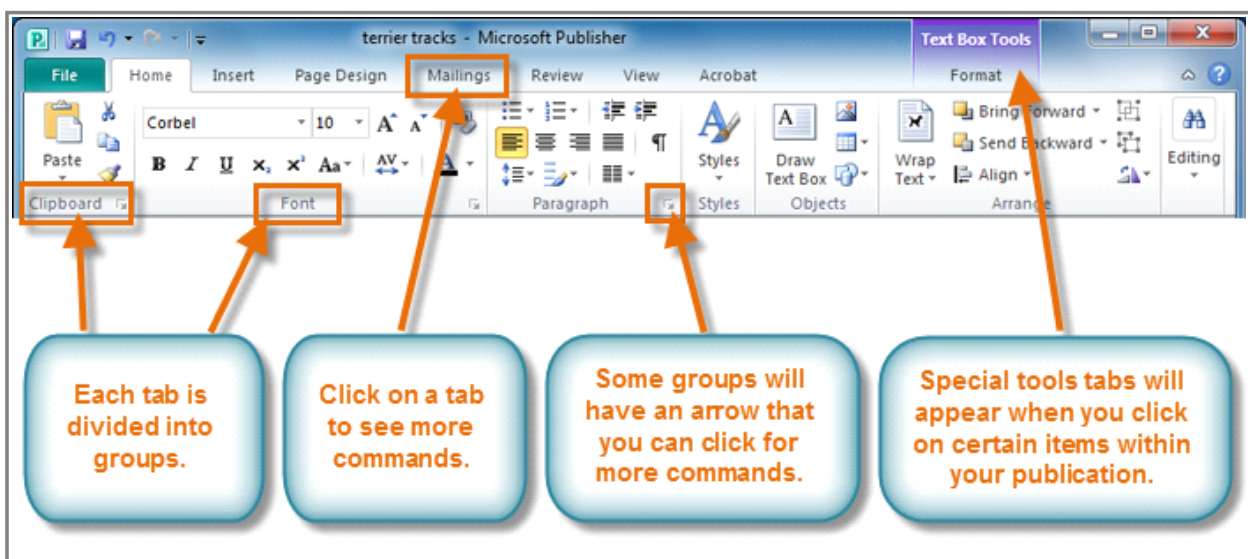 terrier tracks - Microsoft Publisher Text Box Tools
File Home Insert Page Design Mailings Review View Acrobat Format
Corbel 10 Bring Forward
Paste Styles Draw Text Box Wrap Text Send Backward Editing
B I U x₂ x² Aa AV A Align
Clipboard Font Paragraph Styles Objects Arrange
Each tab is
divided into
groups.
Click on a tab
to see more
commands.
Some groups will
have an arrow that
you can click for
more commands.
Special tools tabs will
appear when you click
on certain items within
your publication.